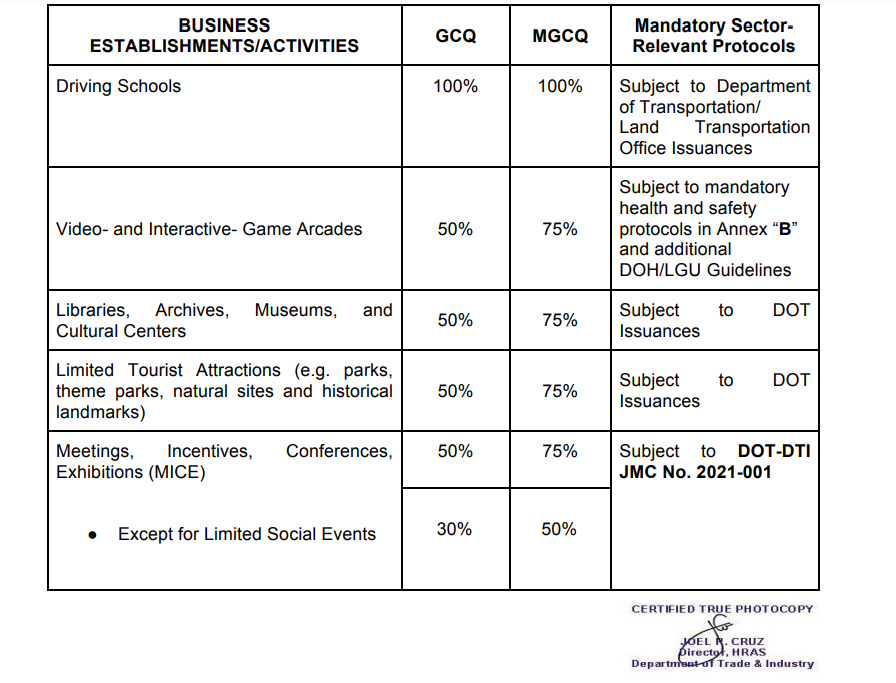 BUSINESS
ESTABLISHMENTS/ACTIVITIES
GCQ
MGCQ
Mandatory Sector-
Relevant Protocols
Driving Schools
100%
100%
Subject to Department
of Transportation/
Land Transportation
Office Issuances
Video- and Interactive- Game Arcades
50%
75%
Subject to mandatory
health and safety
protocols in Annex “B”
and additional
DOH/LGU Guidelines
Libraries, Archives, Museums, and
Cultural Centers
50%
75%
Subject to DOT
Issuances
Limited Tourist Attractions (e.g. parks,
theme parks, natural sites and historical
landmarks)
50%
75%
Subject to DOT
Issuances
Meetings, Incentives, Conferences,
Exhibitions (MICE)
50%
75%
Subject to DOT-DTI
JMC No. 2021-001
● Except for Limited Social Events
30%
50%
CERTIFIED TRUE PHOTOCOPY
JOEL R. CRUZ
Director, HRAS
Department of Trade & Industry